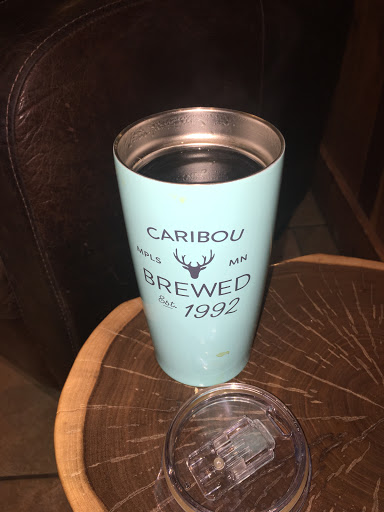 CARIBOU
MPLS MN
BREWED
Est. 1992